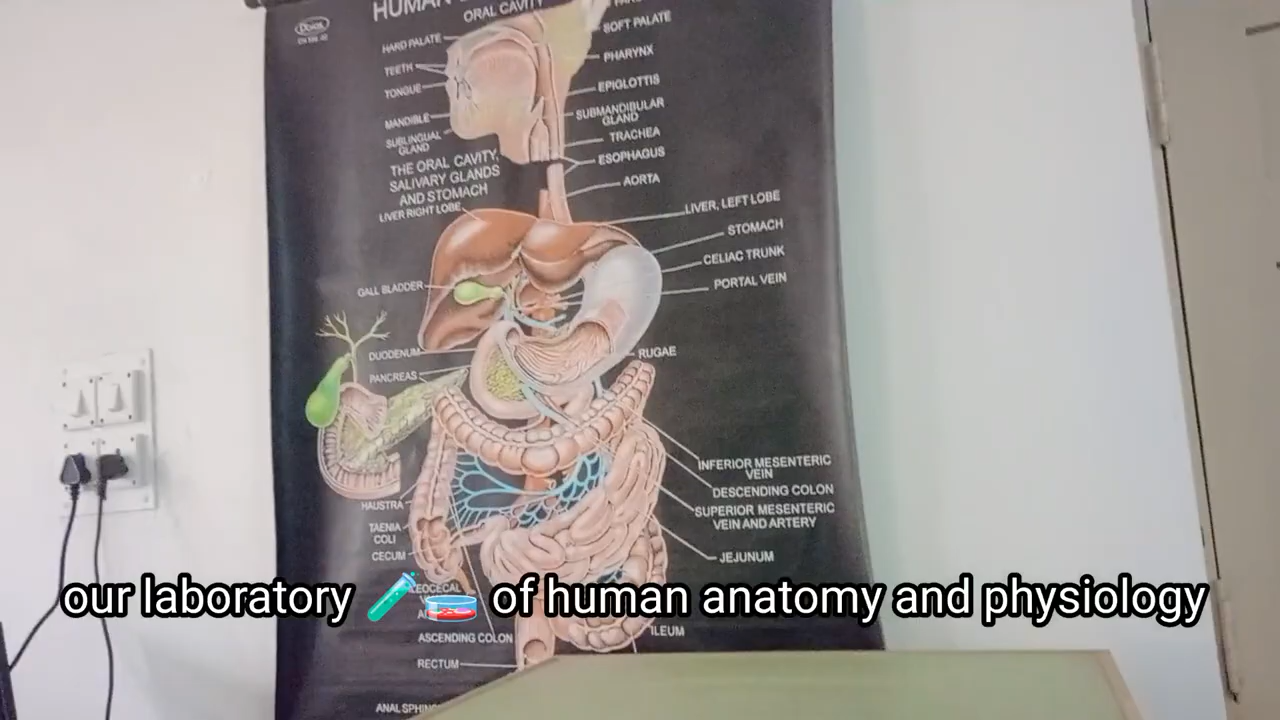 HUMAN
ORAL CAVITY
SOFT PALATE
HARD PALATE
PHARYNX
TEETH
TONGUE
EPIGLOTTIS
SUBMANDIBULAR
GLAND
MANDIBLE
SUBLINGUAL
GLAND
TRACHEA
ESOPHAGUS
THE ORAL CAVITY,
SALIVARY GLANDS
AND STOMACH
AORTA
LIVER RIGHT LOBE
LIVER, LEFT LOBE
STOMACH
CELIAC TRUNK
PORTAL VEIN
GALL BLADDER
DUODENUM
RUGAE
PANCREAS
INFERIOR MESENTERIC
VEIN
DESCENDING COLON
HAUSTRA
SUPERIOR MESENTERIC
VEIN AND ARTERY
TAENIA
COLI
CECUM
JEJUNUM
our laboratory 🧪🧫 of human anatomy and physiology
ILEUM
ASCENDING COLON
RECTUM